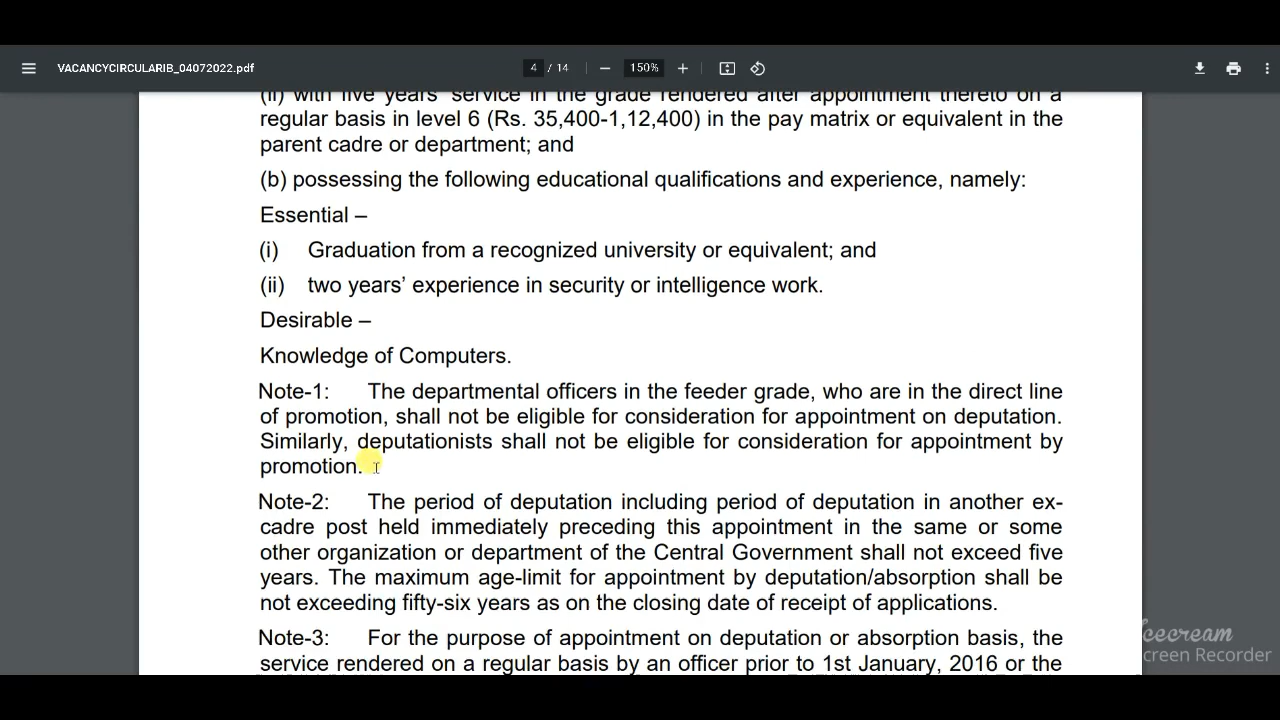 VACANCYCIRCULARIB_04072022.pdf
4 / 14
150%
(ii) with five years' service in the grade rendered after appointment thereto on a
regular basis in level 6 (Rs. 35,400-1,12,400) in the pay matrix or equivalent in the
parent cadre or department; and
(b) possessing the following educational qualifications and experience, namely:
Essential –
(i) Graduation from a recognized university or equivalent; and
(ii) two years’ experience in security or intelligence work.
Desirable –
Knowledge of Computers.
Note-1: The departmental officers in the feeder grade, who are in the direct line
of promotion, shall not be eligible for consideration for appointment on deputation.
Similarly, deputationists shall not be eligible for consideration for appointment by
promotion.
Note-2: The period of deputation including period of deputation in another ex-
cadre post held immediately preceding this appointment in the same or some
other organization or department of the Central Government shall not exceed five
years. The maximum age-limit for appointment by deputation/absorption shall be
not exceeding fifty-six years as on the closing date of receipt of applications.
Note-3: For the purpose of appointment on deputation or absorption basis, the
service rendered on a regular basis by an officer prior to 1st January, 2016 or the
Icecream
Screen Recorder